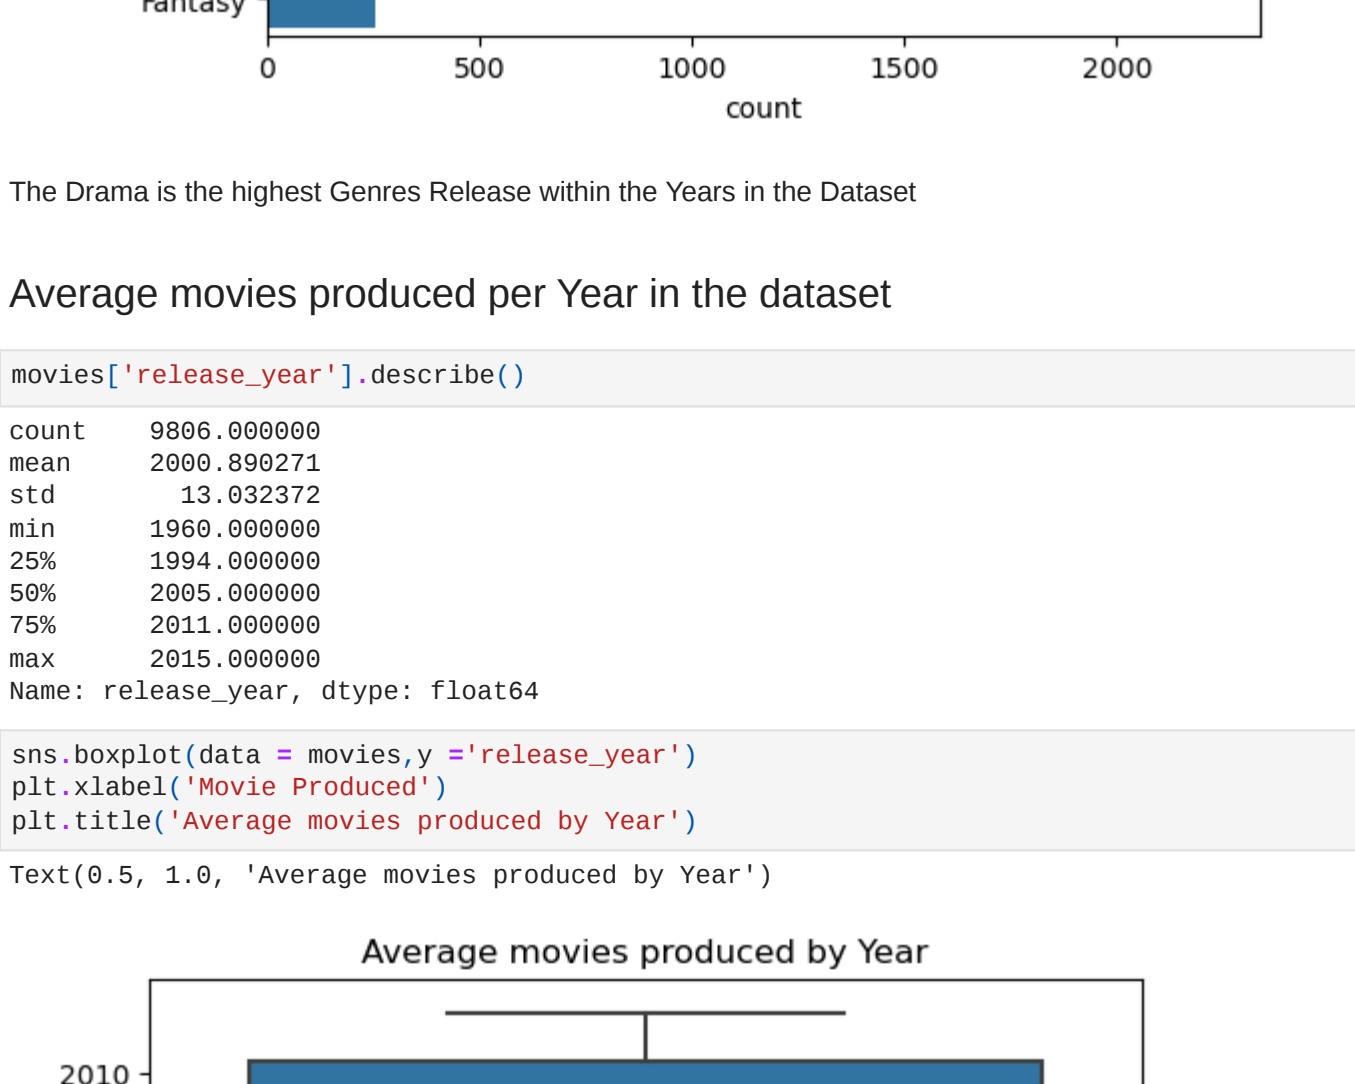 Fantasy
0 500 1000 1500 2000
count
The Drama is the highest Genres Release within the Years in the Dataset
Average movies produced per Year in the dataset
movies['release_year'].describe()
count    9806.000000
mean     2000.890271
std        13.032372
min      1960.000000
25%      1994.000000
50%      2005.000000
75%      2011.000000
max      2015.000000
Name: release_year, dtype: float64
sns.boxplot(data = movies,y ='release_year')
plt.xlabel('Movie Produced')
plt.title('Average movies produced by Year')
Text(0.5, 1.0, 'Average movies produced by Year')
Average movies produced by Year
2010